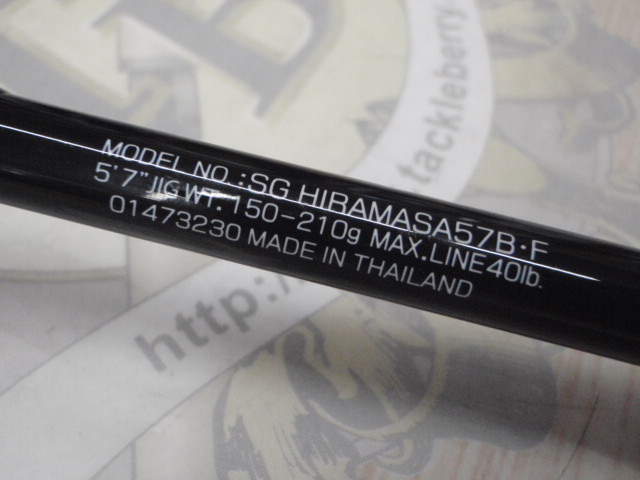 MODEL NO.:SG HIRAMASA57B·F
5'7"JIG WT.:150-210g MAX.LINE40lb.
01473230 MADE IN THAILAND
tackleberry
http: